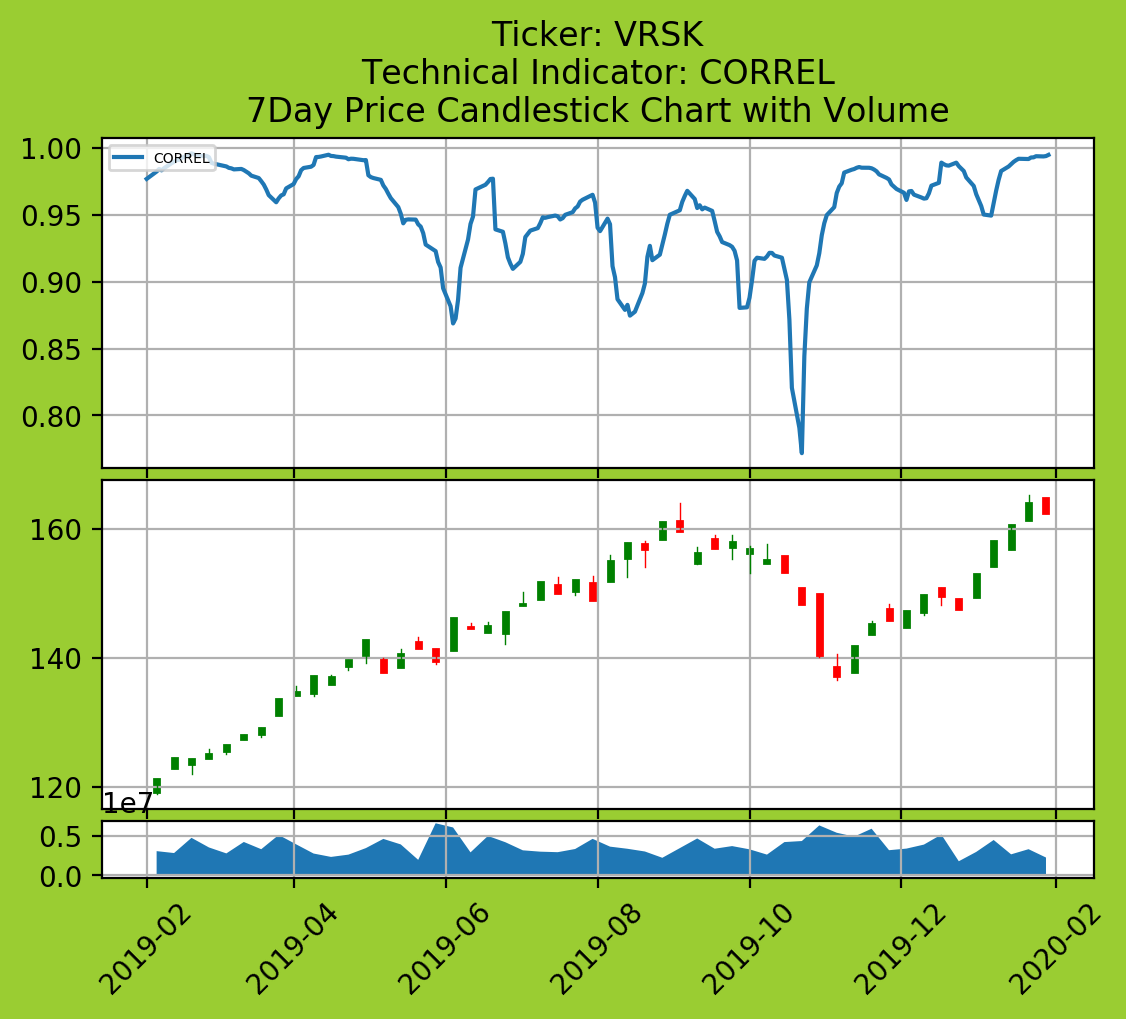 Ticker: VRSK
Technical Indicator: CORREL
7Day Price Candlestick Chart with Volume
1.00
CORREL
0.95
0.90
0.85
0.80
160
140
120
1e7
0.5
0.0
2019-02 2019-04 2019-06 2019-08 2019-10 2019-12 2020-02